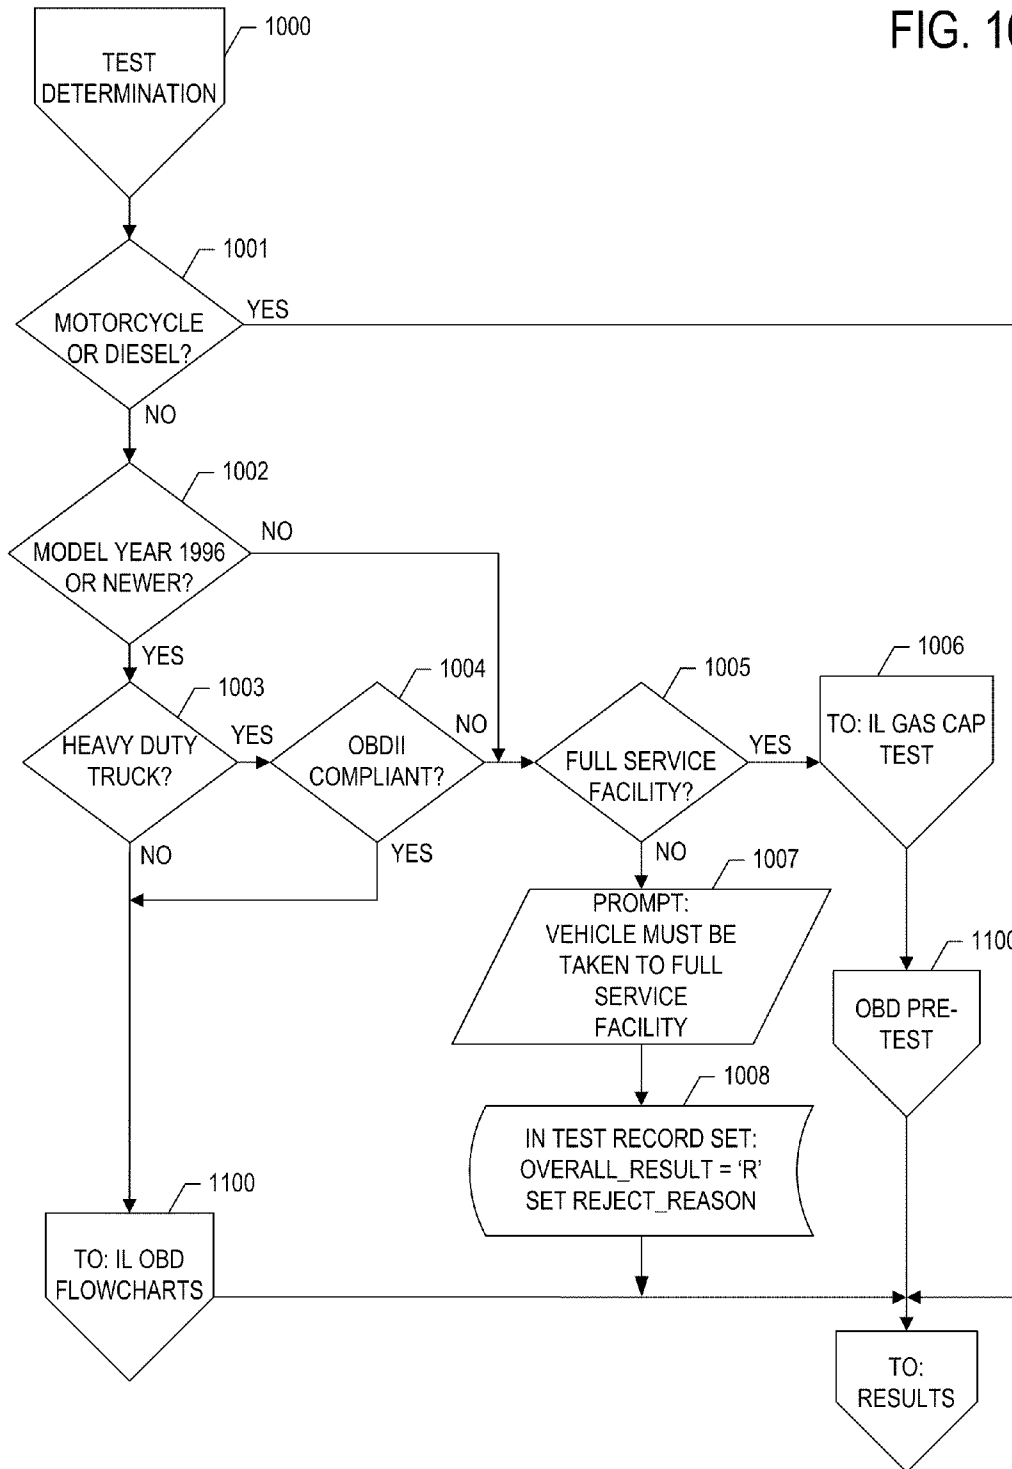 FIG. 10
1000
TEST
DETERMINATION
1001
MOTORCYCLE
OR DIESEL?
YES
NO
1002
MODEL YEAR 1996
OR NEWER?
NO
YES
1003
HEAVY DUTY
TRUCK?
YES
NO
1004
OBDII
COMPLIANT?
NO
YES
1005
FULL SERVICE
FACILITY?
YES
NO
1006
TO: IL GAS CAP
TEST
1007
PROMPT:
VEHICLE MUST BE
TAKEN TO FULL
SERVICE
FACILITY
1100
OBD PRE-
TEST
1008
IN TEST RECORD SET:
OVERALL_RESULT = ‘R’
SET REJECT_REASON
1100
TO: IL OBD
FLOWCHARTS
TO:
RESULTS